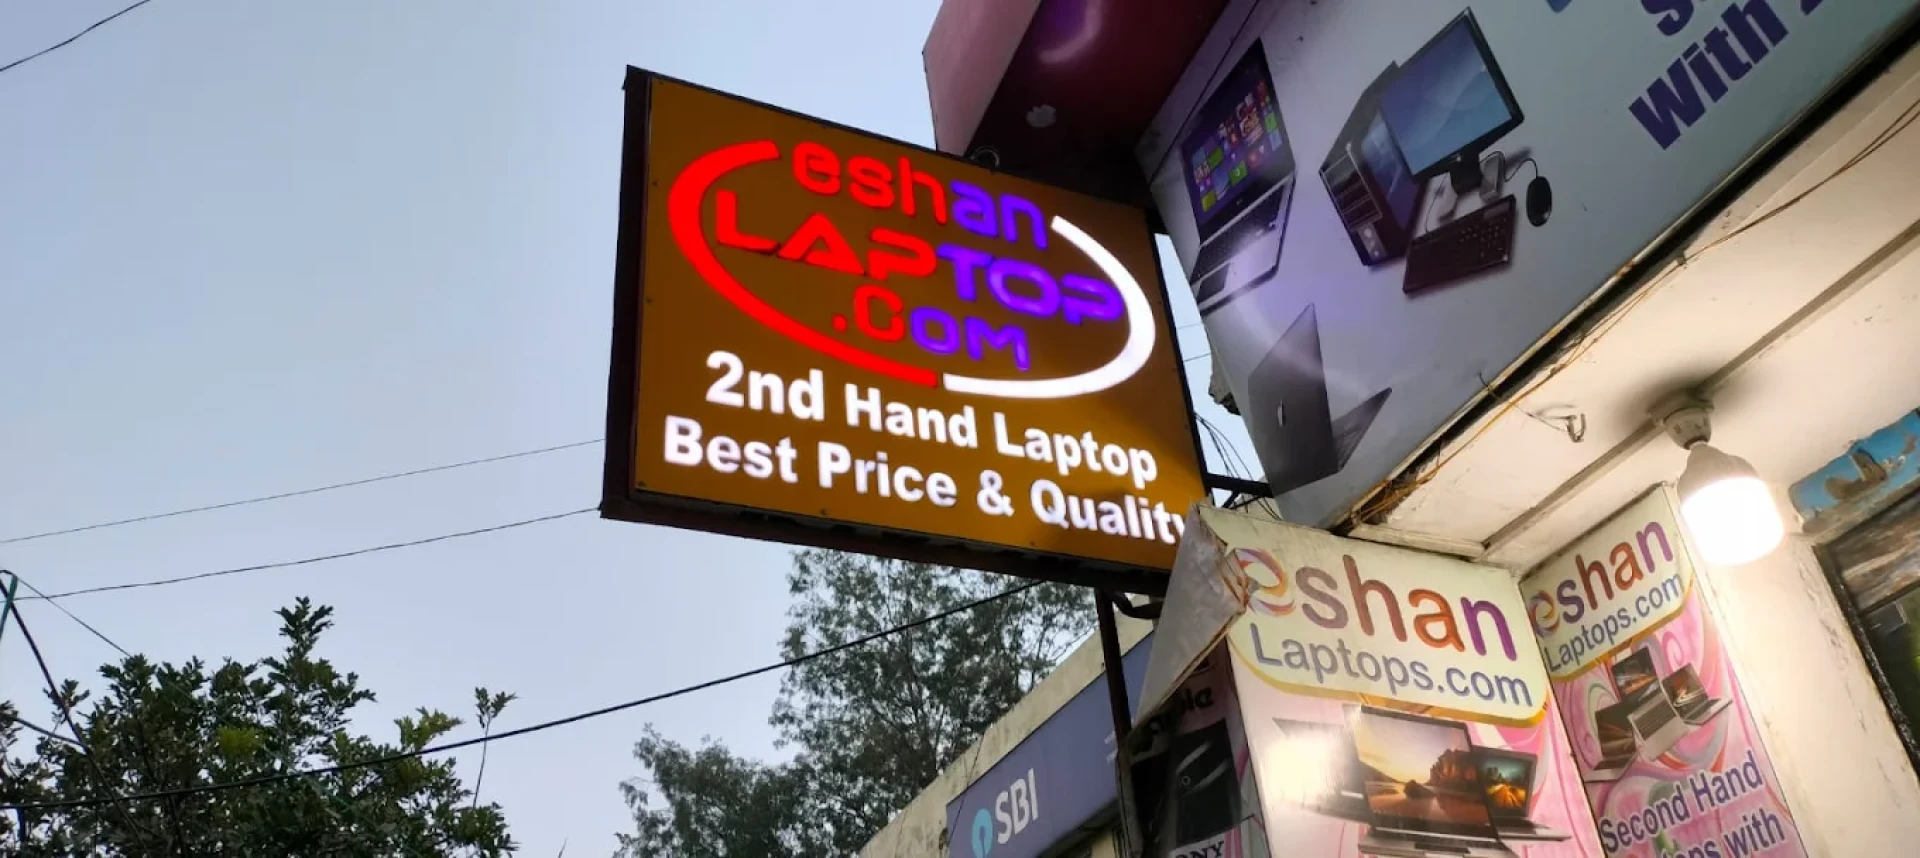 eshan
LAPTOP
.COM
2nd Hand Laptop
Best Price & Quality
With
eshan
Laptops.com
eshan
Laptops.com
Second Hand
with
SBI